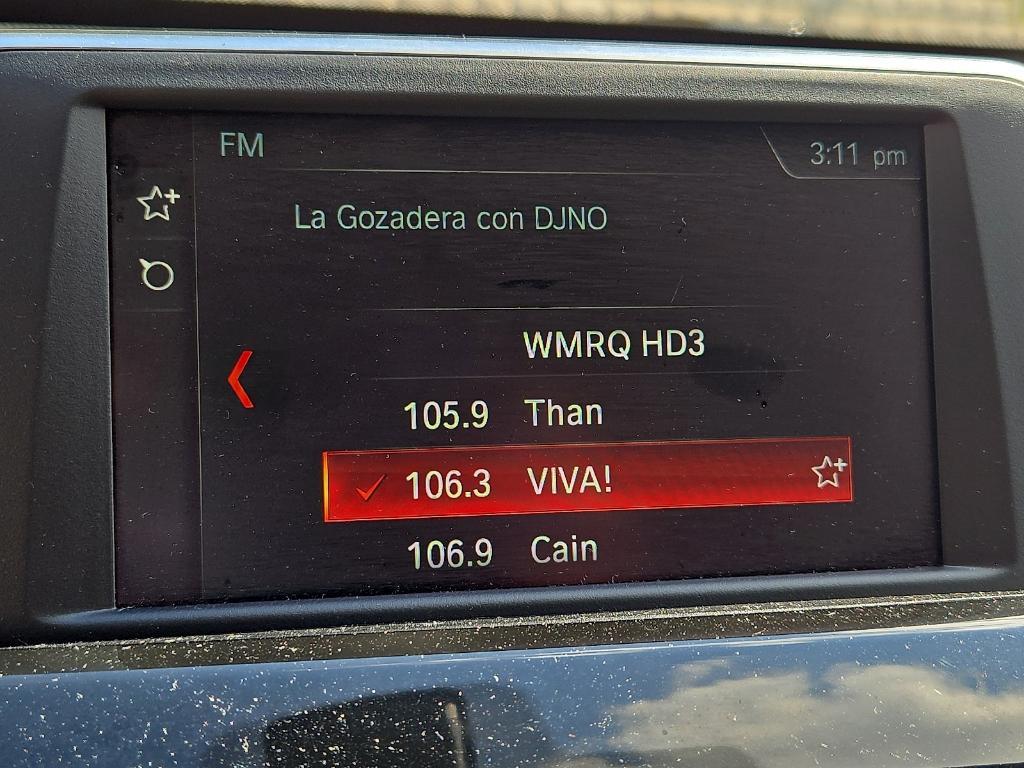 FM
3:11 pm
La Gozadera con DJNO
WMRQ HD3
105.9 Than
106.3 VIVA!
106.9 Cain